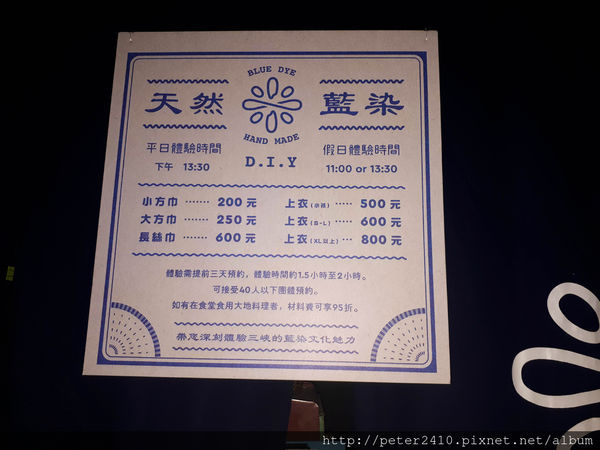 BLUE DYE
天然 藍染
HAND MADE
D.I.Y
平日體驗時間
下午 13:30
假日體驗時間
11:00 or 13:30
小方巾 ······· 200 元
大方巾 ······· 250 元
長絲巾 ······· 600 元
上衣(小孩) ····· 500 元
上衣(S-L) ····· 600 元
上衣(XL以上) ··· 800 元
體驗需提前三天預約，體驗時間約1.5小時至2小時。
可接受40人以下團體預約。
如有在食堂食用大地料理者，材料費可享95折。
帶您深刻體驗三峽的藍染文化魅力
http://peter2410.pixnet.net/album